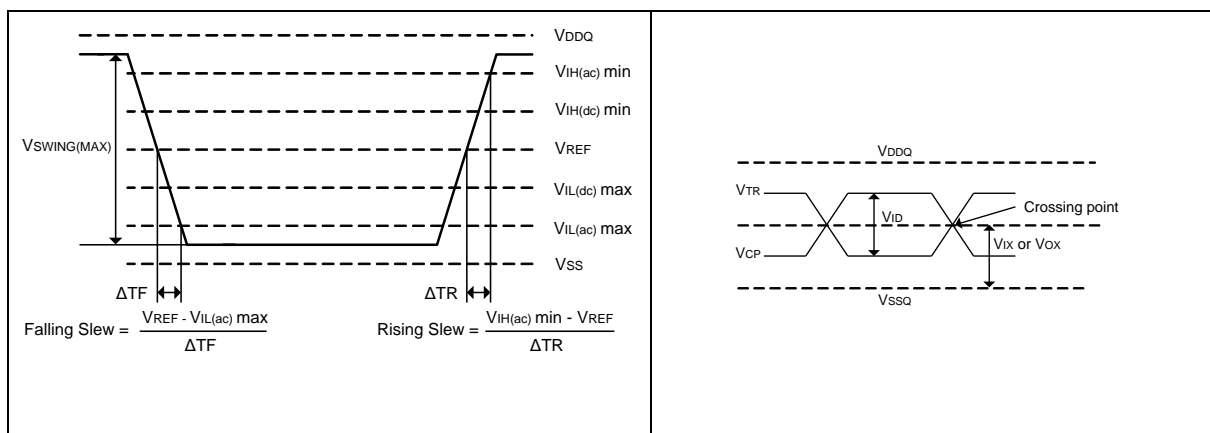 VDDQ
VIH(ac) min
VIH(dc) min
VSWING(MAX)
VREF
VIL(dc) max
VIL(ac) max
VSS
ΔTF
ΔTR
Falling Slew = VREF - VIL(ac) max
ΔTF
Rising Slew = VIH(ac) min - VREF
ΔTR
VDDQ
VTR
VID
Crossing point
VIX or VOX
VCP
VSSQ